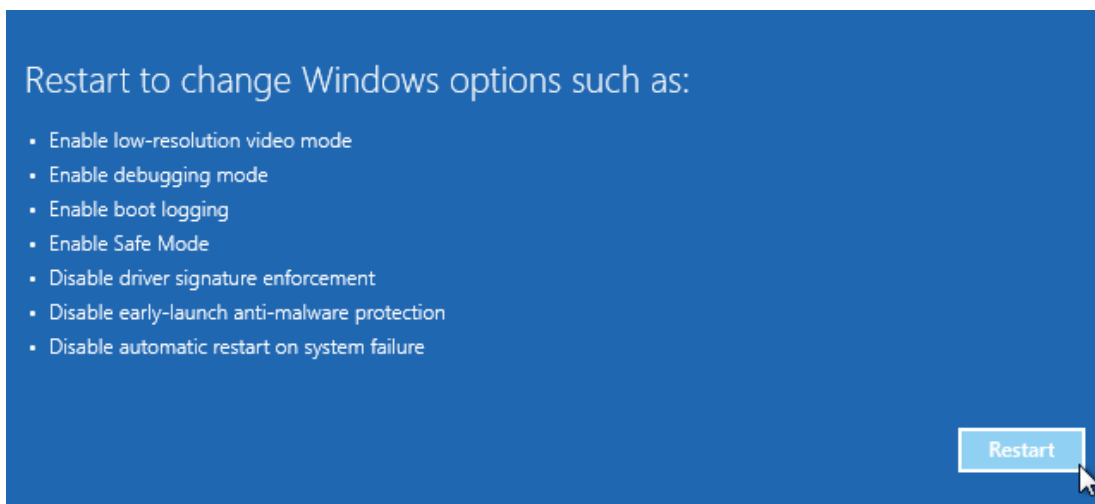 Restart to change Windows options such as:
▪ Enable low-resolution video mode
▪ Enable debugging mode
▪ Enable boot logging
▪ Enable Safe Mode
▪ Disable driver signature enforcement
▪ Disable early-launch anti-malware protection
▪ Disable automatic restart on system failure
Restart